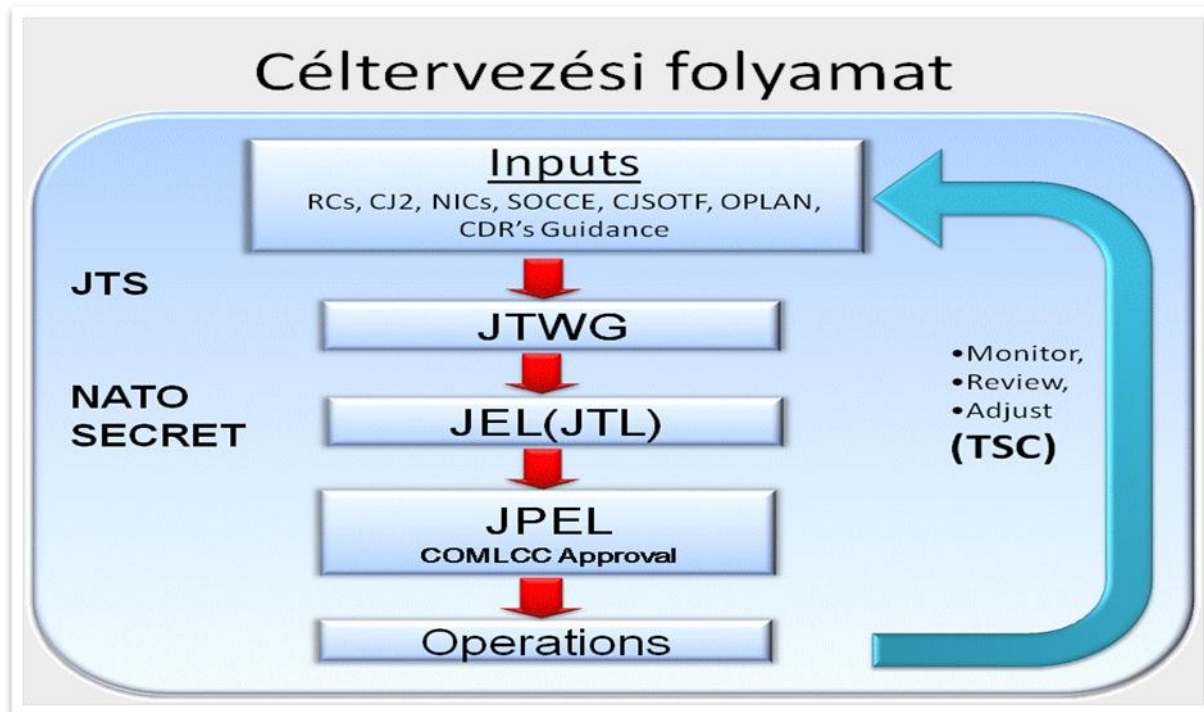 Céltervezési folyamat
Inputs
RCs, CJ2, NICs, SOCCE, CJSOTF, OPLAN,
CDR's Guidance
JTS
JTWG
NATO
SECRET
JEL(JTL)
•Monitor,
•Review,
•Adjust
(TSC)
JPEL
COMLCC Approval
Operations